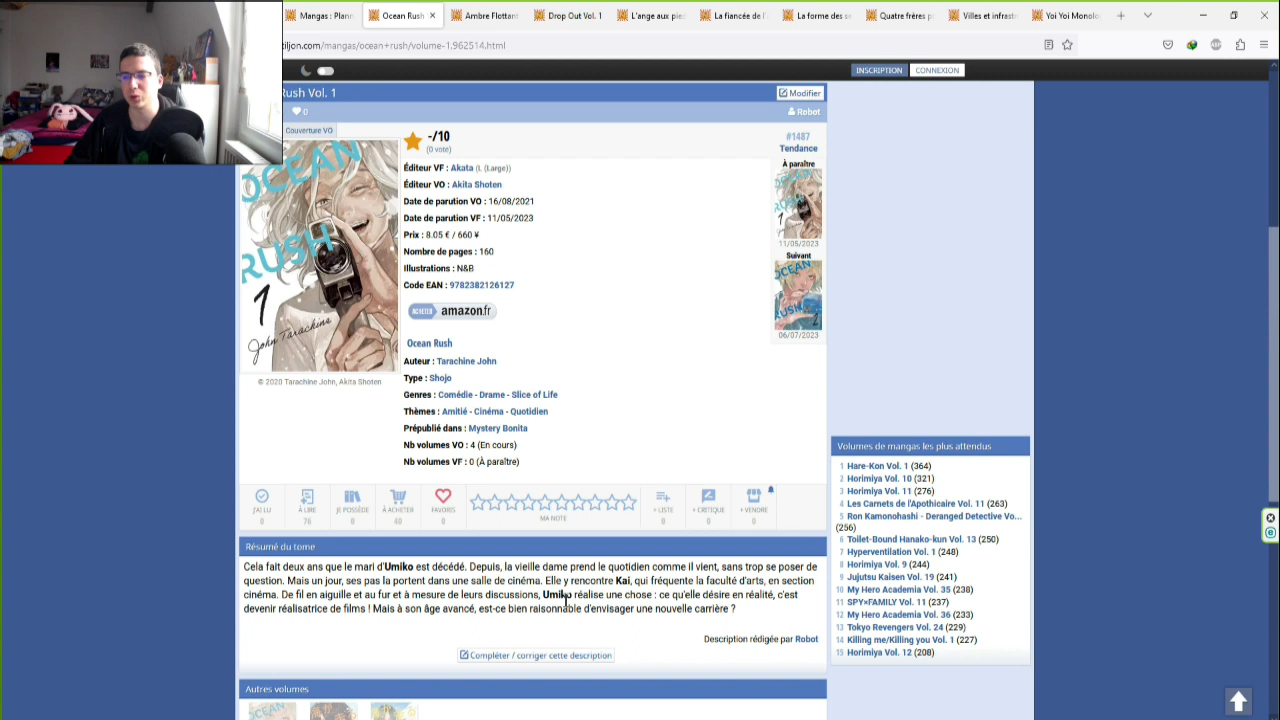 Mangas : Plann
Ocean Rush
Ambre Flottant
Drop Out Vol. 1
L'ange aux pie
La fiancée de l'
La forme des se
Quatre frères p
Villes et infraste
Yoi Yoi Monolo
tiljon.com/mangas/ocean+rush/volume-1.962514.html
INSCRIPTION
CONNEXION
Rush Vol. 1
Modifier
0
Robot
Couverture VO
-/10
(0 vote)
#1487
Tendance
À paraître
11/05/2023
Suivant
06/07/2023
OCEAN
RUSH
1
John Tarachine
© 2020 Tarachine John, Akita Shoten
Éditeur VF : Akata (L (Large))
Éditeur VO : Akita Shoten
Date de parution VO : 16/08/2021
Date de parution VF : 11/05/2023
Prix : 8.05 € / 660 ¥
Nombre de pages : 160
Illustrations : N&B
Code EAN : 9782382126127
ACHETER amazon.fr
Ocean Rush
Auteur : Tarachine John
Type : Shojo
Genres : Comédie - Drame - Slice of Life
Thèmes : Amitié - Cinéma - Quotidien
Prépublié dans : Mystery Bonita
Nb volumes VO : 4 (En cours)
Nb volumes VF : 0 (À paraître)
J'AI LU
0
À LIRE
76
JE POSSÈDE
0
À ACHETER
40
FAVORIS
0
MA NOTE
+ LISTE
0
+ CRITIQUE
0
+ VENDRE
0
Résumé du tome
Cela fait deux ans que le mari d'Umiko est décédé. Depuis, la vieille dame prend le quotidien comme il vient, sans trop se poser de
question. Mais un jour, ses pas la portent dans une salle de cinéma. Elle y rencontre Kai, qui fréquente la faculté d'arts, en section
cinéma. De fil en aiguille et au fur et à mesure de leurs discussions, Umiko réalise une chose : ce qu'elle désire en réalité, c'est
devenir réalisatrice de films ! Mais à son âge avancé, est-ce bien raisonnable d'envisager une nouvelle carrière ?
Description rédigée par Robot
Compléter / corriger cette description
Autres volumes
Volumes de mangas les plus attendus
1 Hare-Kon Vol. 1 (364)
2 Horimiya Vol. 10 (321)
3 Horimiya Vol. 11 (276)
4 Les Carnets de l'Apothicaire Vol. 11 (263)
5 Ron Kamonohashi - Deranged Detective Vo...
(256)
6 Toilet-Bound Hanako-kun Vol. 13 (250)
7 Hyperventilation Vol. 1 (248)
8 Horimiya Vol. 9 (244)
9 Jujutsu Kaisen Vol. 19 (241)
10 My Hero Academia Vol. 35 (238)
11 SPY×FAMILY Vol. 11 (237)
12 My Hero Academia Vol. 36 (233)
13 Tokyo Revengers Vol. 24 (229)
14 Killing me/Killing you Vol. 1 (227)
15 Horimiya Vol. 12 (208)